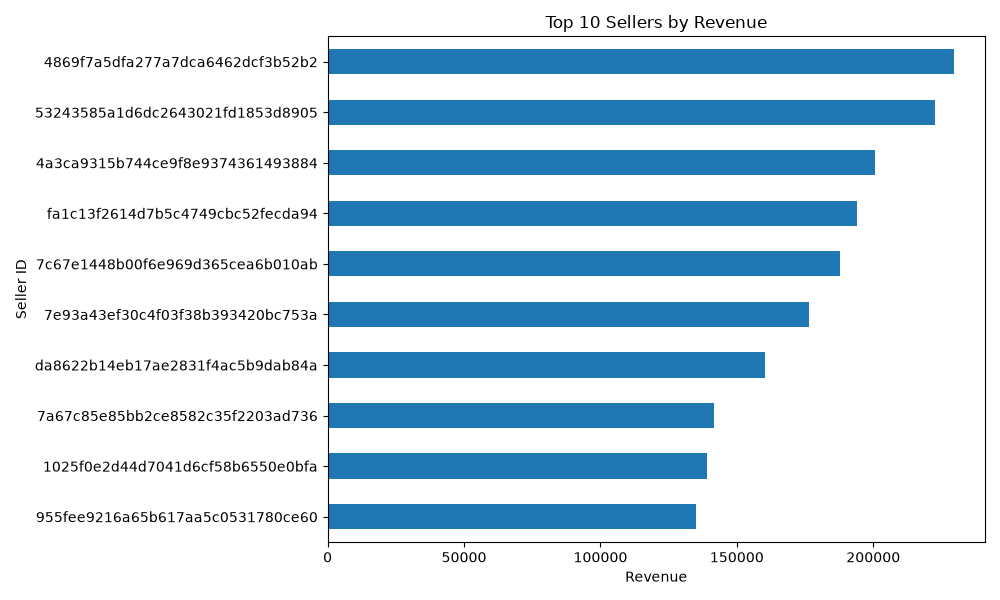 Top 10 Sellers by Revenue
4869f7a5dfa277a7dca6462dcf3b52b2
53243585a1d6dc2643021fd1853d8905
4a3ca9315b744ce9f8e9374361493884
fa1c13f2614d7b5c4749cbc52fecda94
7c67e1448b00f6e969d365cea6b010ab
7e93a43ef30c4f03f38b393420bc753a
da8622b14eb17ae2831f4ac5b9dab84a
7a67c85e85bb2ce8582c35f2203ad736
1025f0e2d44d7041d6cf58b6550e0bfa
955fee9216a65b617aa5c0531780ce60
Seller ID
0 50000 100000 150000 200000
Revenue